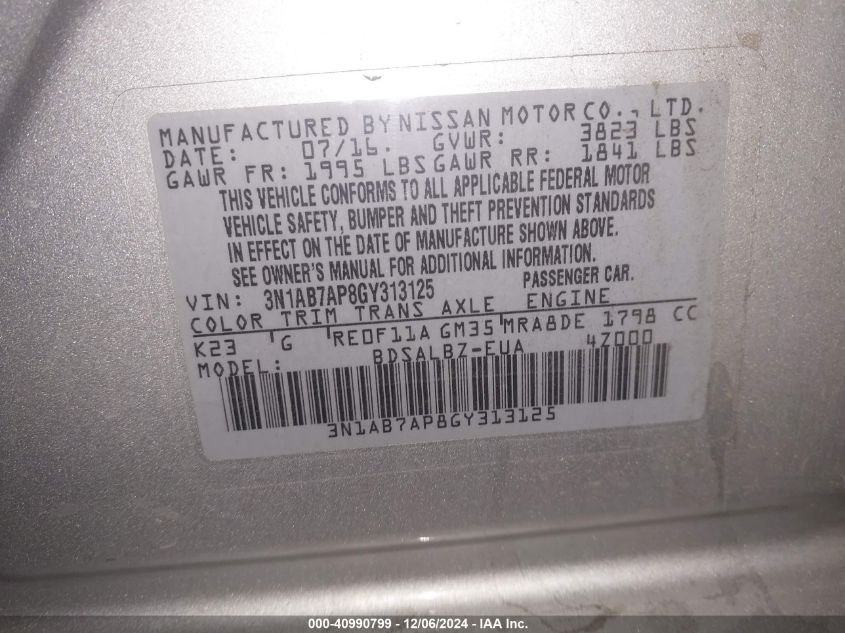 MANUFACTURED BY NISSAN MOTOR CO., LTD.
DATE: 07/16. GVWR: 3823 LBS
GAWR FR: 1995 LBS GAWR RR: 1841 LBS
THIS VEHICLE CONFORMS TO ALL APPLICABLE FEDERAL MOTOR
VEHICLE SAFETY, BUMPER AND THEFT PREVENTION STANDARDS
IN EFFECT ON THE DATE OF MANUFACTURE SHOWN ABOVE.
SEE OWNER'S MANUAL FOR ADDITIONAL INFORMATION.
VIN: 3N1AB7AP8GY313125 PASSENGER CAR.
COLOR TRIM TRANS AXLE ENGINE
K23 G RE0F11A GM35 MRA8DE 1798 CC
MODEL: BDSALBZ-EUA 4Z000
3N1AB7AP8GY313125
000-40990799 - 12/06/2024 - IAA Inc.